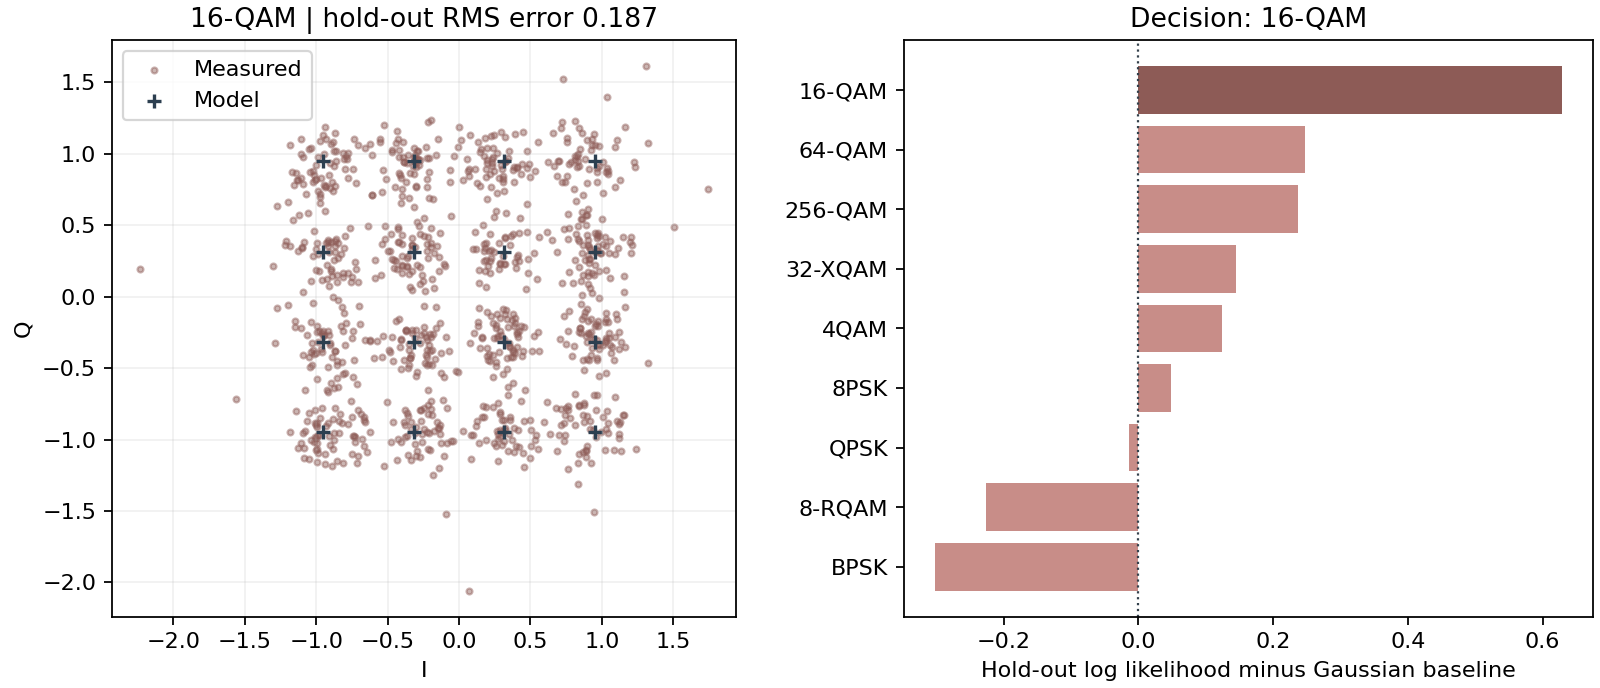 16-QAM | hold-out RMS error 0.187
Measured
Model
1.5
1.0
0.5
0.0
−0.5
−1.0
−1.5
−2.0
Q
−2.0 −1.5 −1.0 −0.5 0.0 0.5 1.0 1.5
I
Decision: 16-QAM
16-QAM
64-QAM
256-QAM
32-XQAM
4QAM
8PSK
QPSK
8-RQAM
BPSK
−0.2 0.0 0.2 0.4 0.6
Hold-out log likelihood minus Gaussian baseline